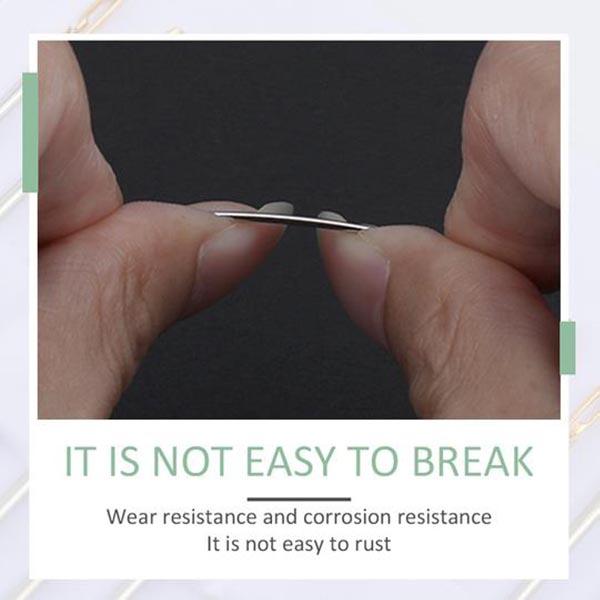 IT IS NOT EASY TO BREAK
Wear resistance and corrosion resistance
It is not easy to rust